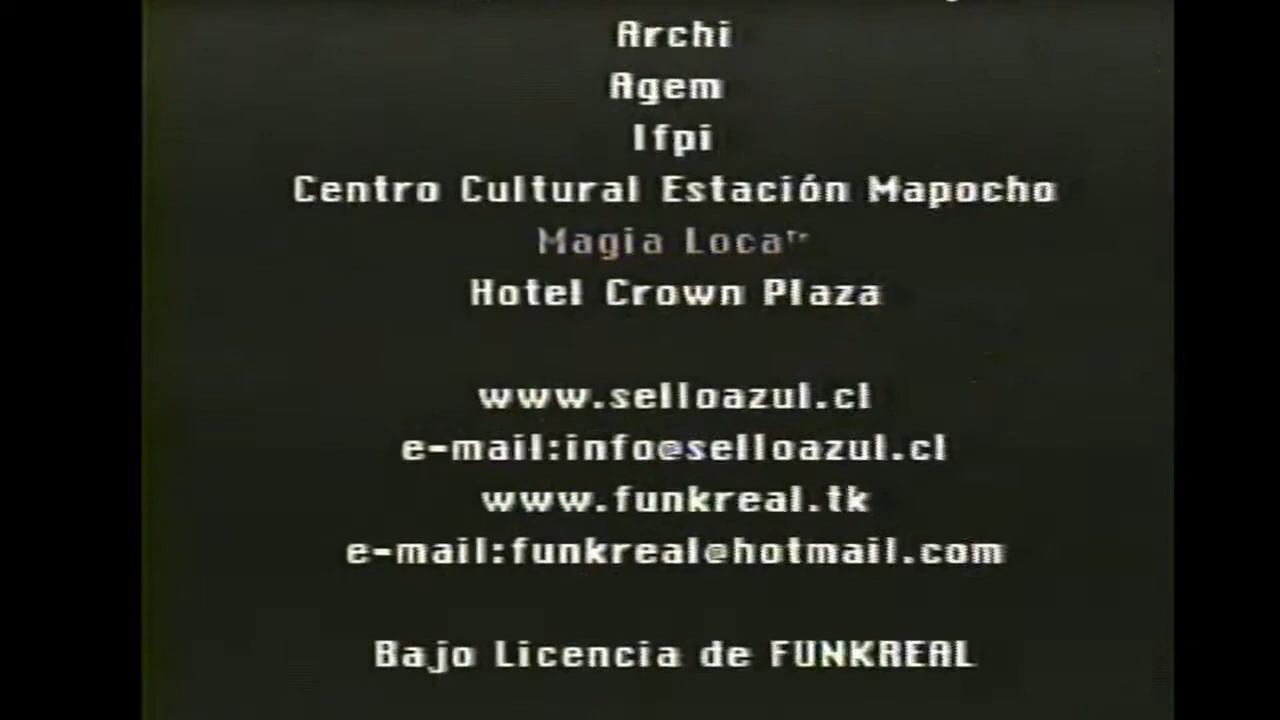 Archi
Agem
Ifpi
Centro Cultural Estación Mapocho
Magia Loca
Hotel Crown Plaza
www.selloazul.cl
e-mail:info@selloazul.cl
www.funkreal.tk
e-mail:funkreal@hotmail.com
Bajo Licencia de FUNKREAL